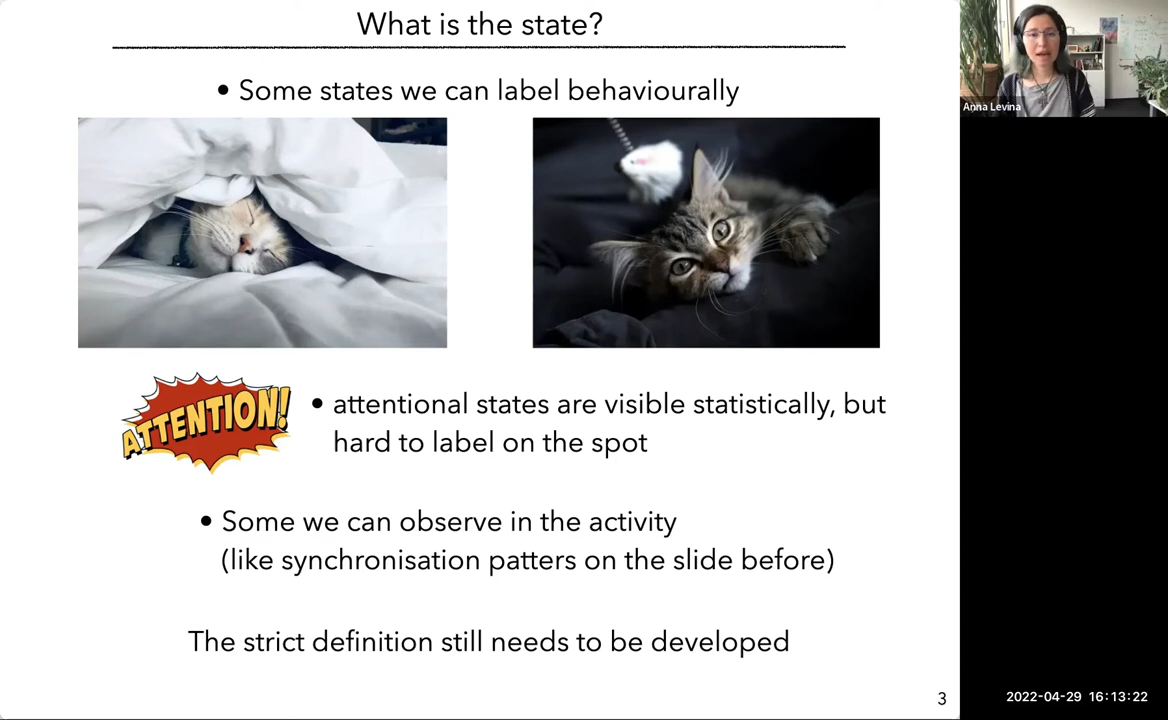 What is the state?
• Some states we can label behaviourally
Anna Levina
ATTENTION!
• attentional states are visible statistically, but
hard to label on the spot
• Some we can observe in the activity
(like synchronisation patters on the slide before)
The strict definition still needs to be developed
3
2022-04-29 16:13:22